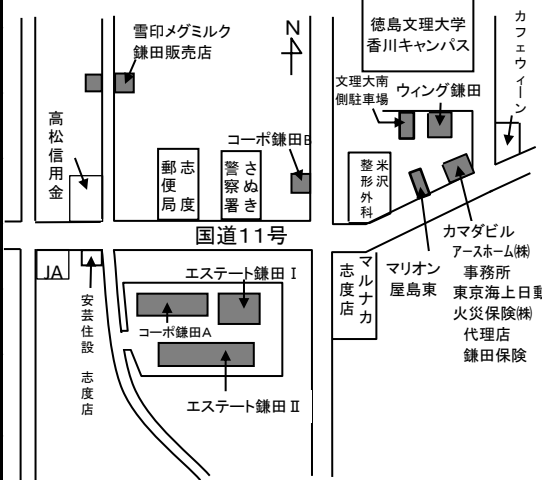 雪印メグミルク
鎌田販売店
N
徳島文理大学
香川キャンパス
カフェウィーン
文理大南
側駐車場
ウィング鎌田
高松信用金
コーポ鎌田B
志度
郵便局
さぬき
警察署
米沢
整形外科
国道11号
JA
安芸住設 志度店
エステート鎌田Ⅰ
コーポ鎌田A
エステート鎌田Ⅱ
マルナカ
志度店
マリオン
屋島東
カマダビル
アースホーム㈱
事務所
東京海上日動
火災保険㈱
代理店
鎌田保険